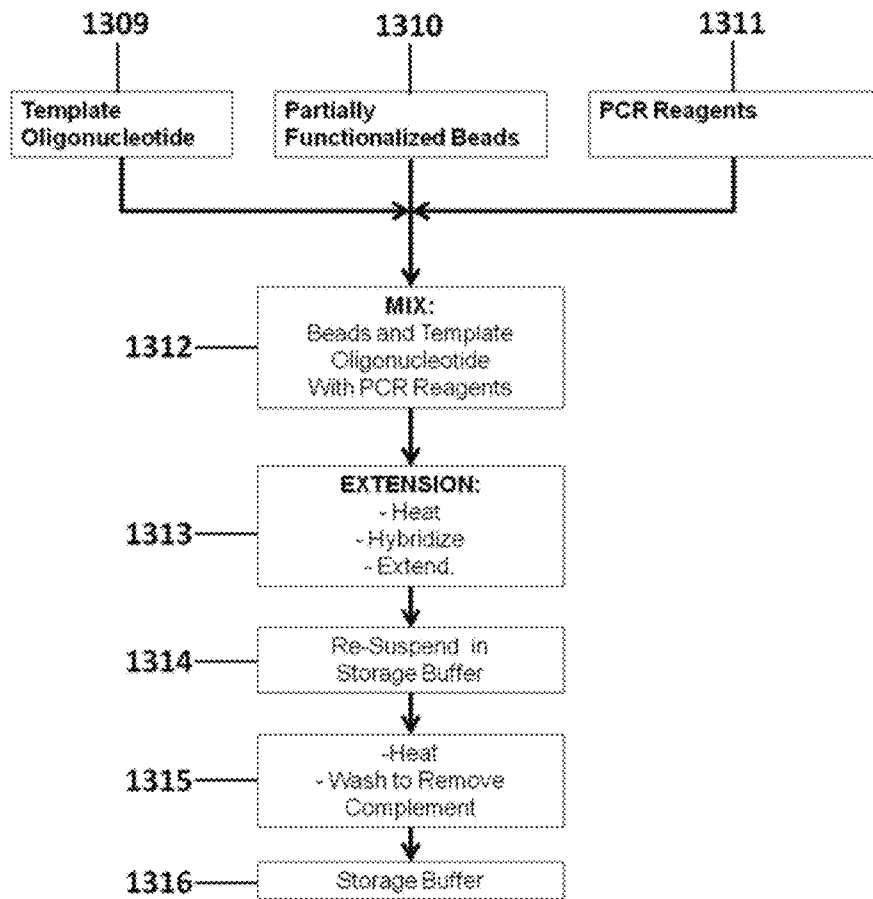 1309
1310
1311
Template
Oligonucleotide
Partially
Functionalized Beads
PCR Reagents
1312
MIX:
Beads and Template
Oligonucleotide
With PCR Reagents
1313
EXTENSION:
- Heat
- Hybridize
- Extend.
1314
Re-Suspend in
Storage Buffer
1315
-Heat
- Wash to Remove
Complement
1316
Storage Buffer